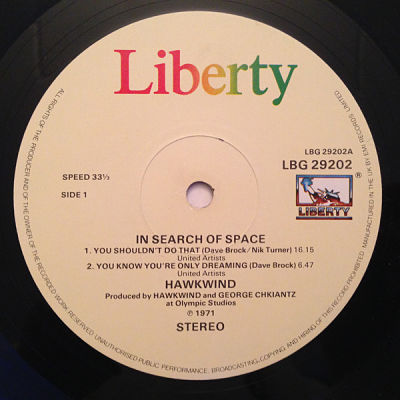 Liberty
LBG 29202A
SPEED 33⅓
LBG 29202
SIDE 1
®
LIBERTY
IN SEARCH OF SPACE
1. YOU SHOULDN'T DO THAT (Dave Brock/Nik Turner) 16.15
United Artists
2. YOU KNOW YOU'RE ONLY DREAMING (Dave Brock) 6.47
United Artists
HAWKWIND
Produced by HAWKWIND and GEORGE CHKIANTZ
at Olympic Studios
℗ 1971
STEREO
ALL RIGHTS OF THE PRODUCER AND OF THE OWNER OF THE RECORDED WORK RESERVED. UNAUTHORISED PUBLIC PERFORMANCE, BROADCASTING, COPYING AND HIRING OF THIS RECORD PROHIBITED. MANUFACTURED IN THE UK BY EMI RECORDS LIMITED